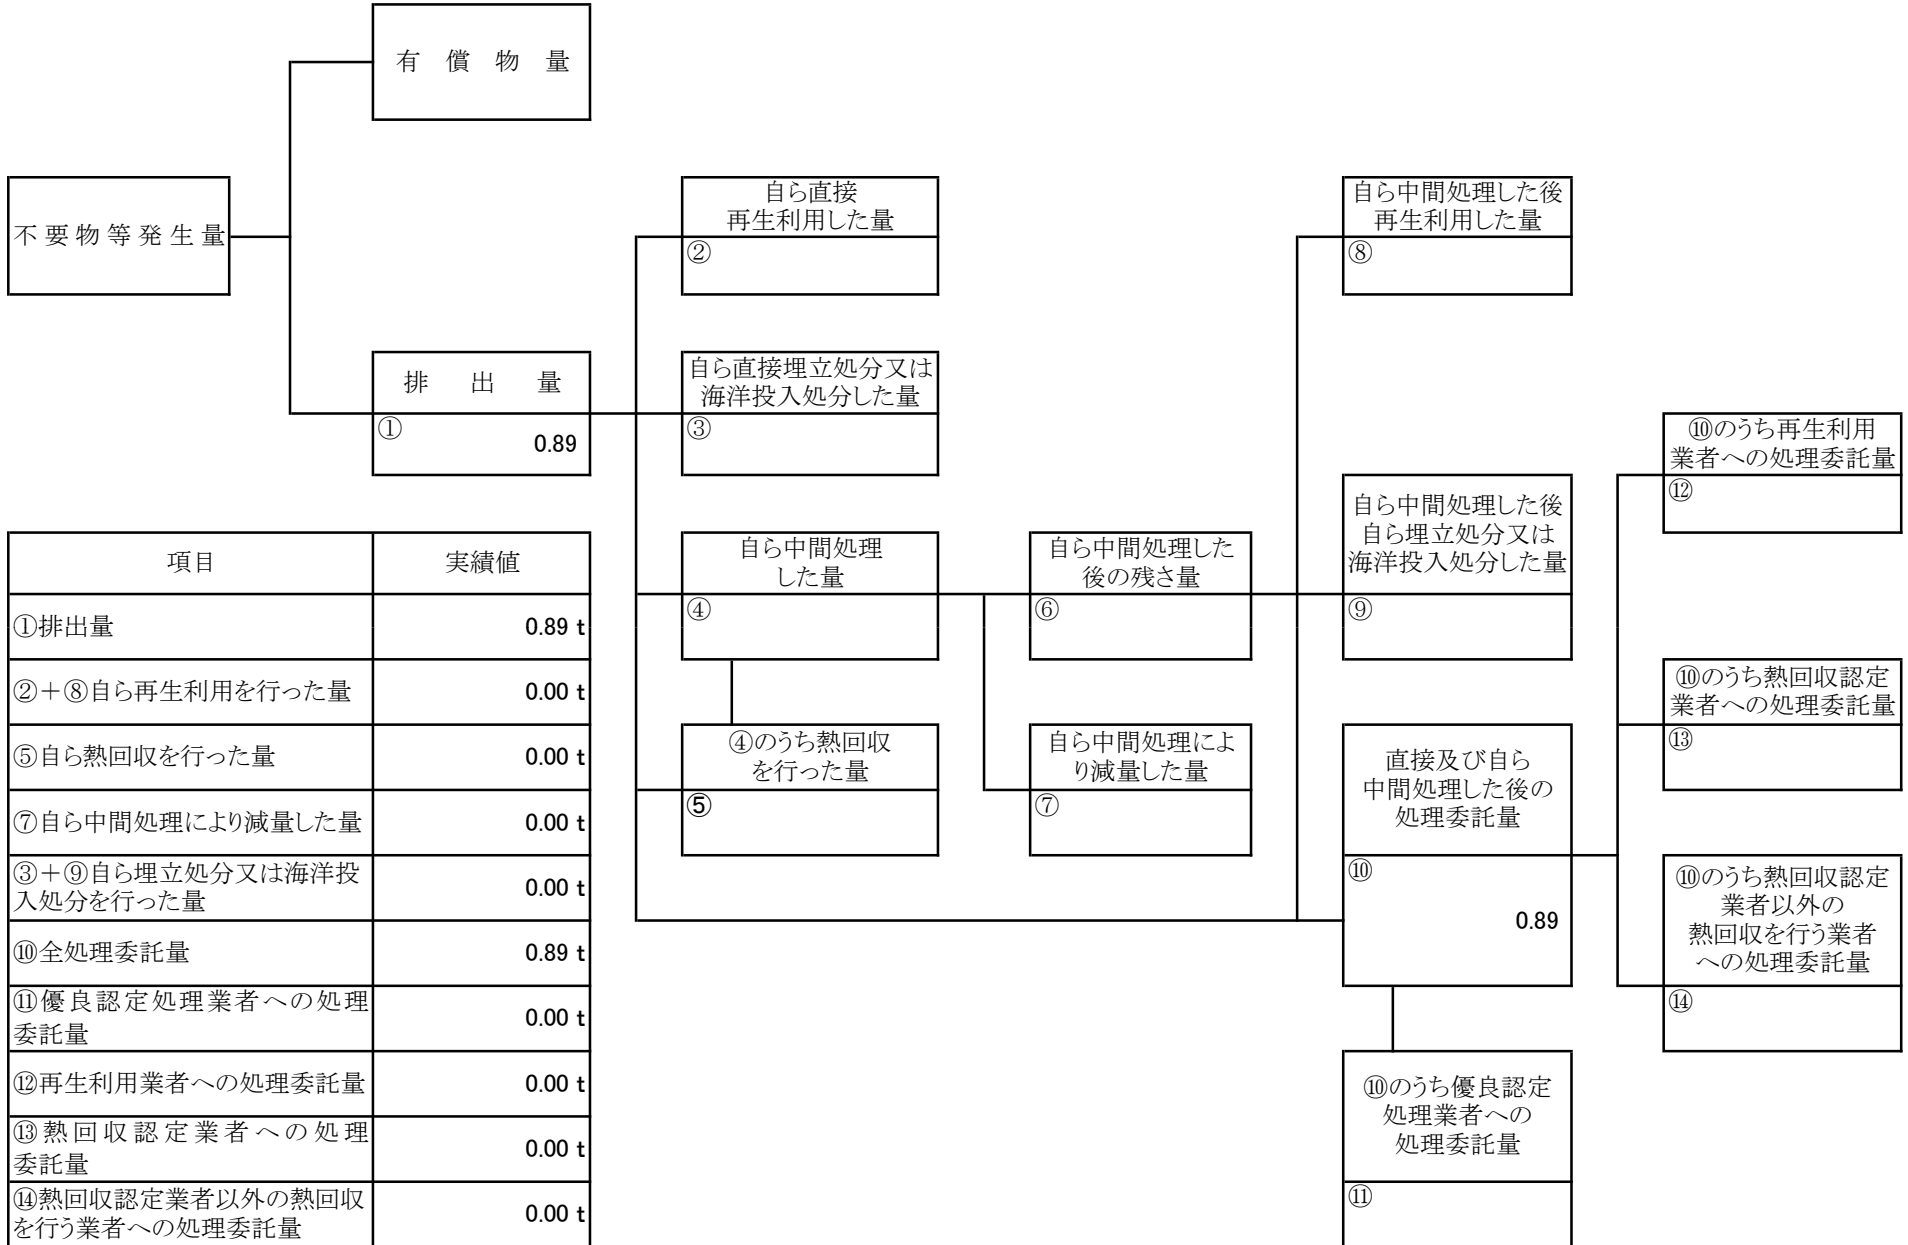 有償物量
不要物等発生量
排出量
①
0.89
自ら直接
再生利用した量
②
自ら直接埋立処分又は
海洋投入処分した量
③
自ら中間処理
した量
④
④のうち熱回収
を行った量
⑤
自ら中間処理した
後の残さ量
⑥
自ら中間処理によ
り減量した量
⑦
自ら中間処理した後
再生利用した量
⑧
自ら中間処理した後
自ら埋立処分又は
海洋投入処分した量
⑨
直接及び自ら
中間処理した後の
処理委託量
⑩
0.89
⑩のうち優良認定
処理業者への
処理委託量
⑪
⑩のうち再生利用
業者への処理委託量
⑫
⑩のうち熱回収認定
業者への処理委託量
⑬
⑩のうち熱回収認定
業者以外の
熱回収を行う業者
への処理委託量
⑭
項目 実績値
①排出量 0.89 t
②+⑧自ら再生利用を行った量 0.00 t
⑤自ら熱回収を行った量 0.00 t
⑦自ら中間処理により減量した量 0.00 t
③+⑨自ら埋立処分又は海洋投
入処分を行った量 0.00 t
⑩全処理委託量 0.89 t
⑪優良認定処理業者への処理
委託量 0.00 t
⑫再生利用業者への処理委託量 0.00 t
⑬熱回収認定業者への処理
委託量 0.00 t
⑭熱回収認定業者以外の熱回収
を行う業者への処理委託量 0.00 t